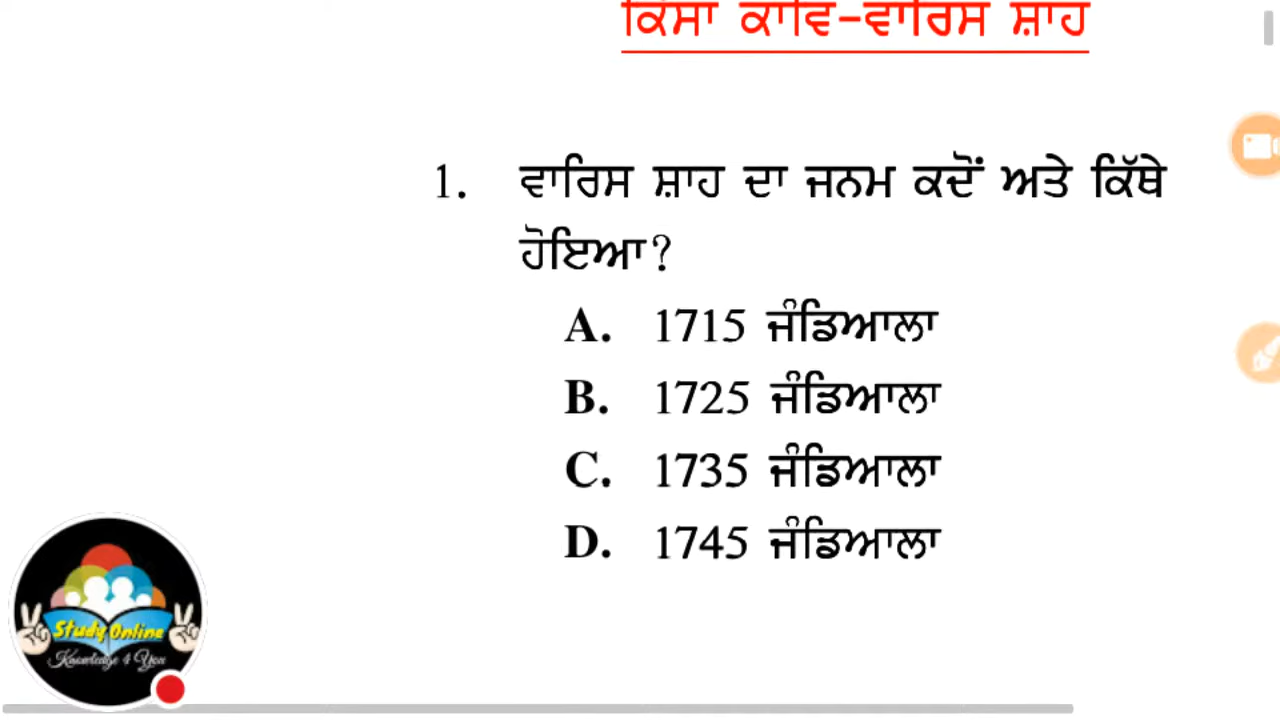 ਕਿੱਸਾ ਕਾਵਿ-ਵਾਰਿਸ ਸ਼ਾਹ
1. ਵਾਰਿਸ ਸ਼ਾਹ ਦਾ ਜਨਮ ਕਦੋਂ ਅਤੇ ਕਿੱਥੇ
ਹੋਇਆ?
A. 1715 ਜੰਡਿਆਲਾ
B. 1725 ਜੰਡਿਆਲਾ
C. 1735 ਜੰਡਿਆਲਾ
D. 1745 ਜੰਡਿਆਲਾ
Study Online
Knowledge 4 You